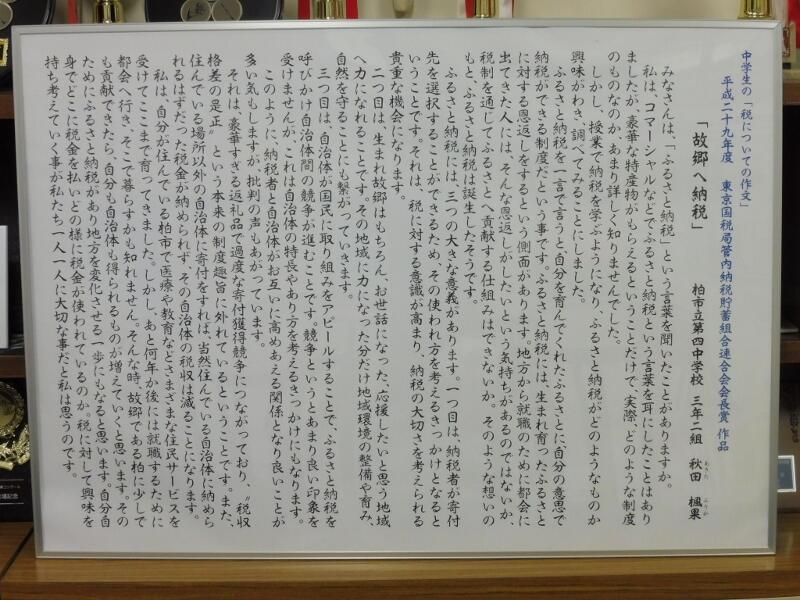 中学生の「税についての作文」
平成二十九年度　東京国税局管内納税貯蓄組合連合会会長賞 作品
「故郷へ納税」
柏市立第四中学校　三年二組　秋田　楓果
あきた　ふうか
みなさんは、「ふるさと納税」という言葉を聞いたことがありますか。
私は、コマーシャルなどでふるさと納税という言葉を耳にしたことはあり
ましたが、豪華な特産物がもらえるということだけで、実際、どのような制度
のものなのか、あまり詳しく知りませんでした。
しかし、授業で納税を学ぶようになり、ふるさと納税がどのようなものか
興味がわき、調べてみることにしました。
ふるさと納税を一言で言うと、自分を育んでくれたふるさとに、自分の意思で
納税ができる制度だという事です。ふるさと納税には、生まれ育ったふるさと
に対する恩返しをするという側面があります。地方から就職のために都会に
出てきた人には、そんな恩返しがしたいという気持ちがあるのではないか、
税制を通じてふるさとへ貢献する仕組みはできないか。そのような想いの
もと、ふるさと納税は誕生したそうです。
ふるさと納税には、三つの大きな意義があります。一つ目は、納税者が寄付
先を選択することができるため、その使われ方を考えるきっかけとなると
いうことです。それは、税に対する意識が高まり、納税の大切さを考えられる
貴重な機会になります。
二つ目は、生まれ故郷はもちろん、お世話になった、応援したいと思う地域
へ力になれることです。その地域に力になった分だけ地域環境の整備や育み、
自然を守ることにも繋がっていきます。
三つ目は、自治体が国民に取り組みをアピールすることで、ふるさと納税を
呼びかけ自治体間の競争が進むことです。競争というとあまり良い印象を
受けませんが、これは自治体の特長やあり方を考えるきっかけにもなります。
このように、納税者と自治体がお互いに高めあえる関係となり良いことが
多い気もしますが、批判の声もあがっています。
それは、豪華すぎる返礼品で過度な寄付獲得競争につながっており、〝税収
格差の是正〟という本来の制度趣旨に外れているということです。また、
住んでいる場所以外の自治体に寄付をすれば、当然住んでいる自治体に納めら
れるはずだった税金が納められず、その自治体の税収は減ることになります。
私は、自分が住んでいる柏市で医療や教育などさまざまな住民サービスを
受けてここまで育ってきました。しかし、あと何年か後には就職するために
都会へ行き、そこで暮らすかも知れません。そんな時、故郷である柏に少しで
も貢献できたら、自分も自治体も得られるものが増えていくと思います。その
ためにふるさと納税があり地方を変化させる一歩にもなると思います。自分自
身でどこに税金を払いどの様に税金が使われているのか。税に対して興味を
持ち考えていく事が私たち一人一人に大切な事だと私は思うのです。